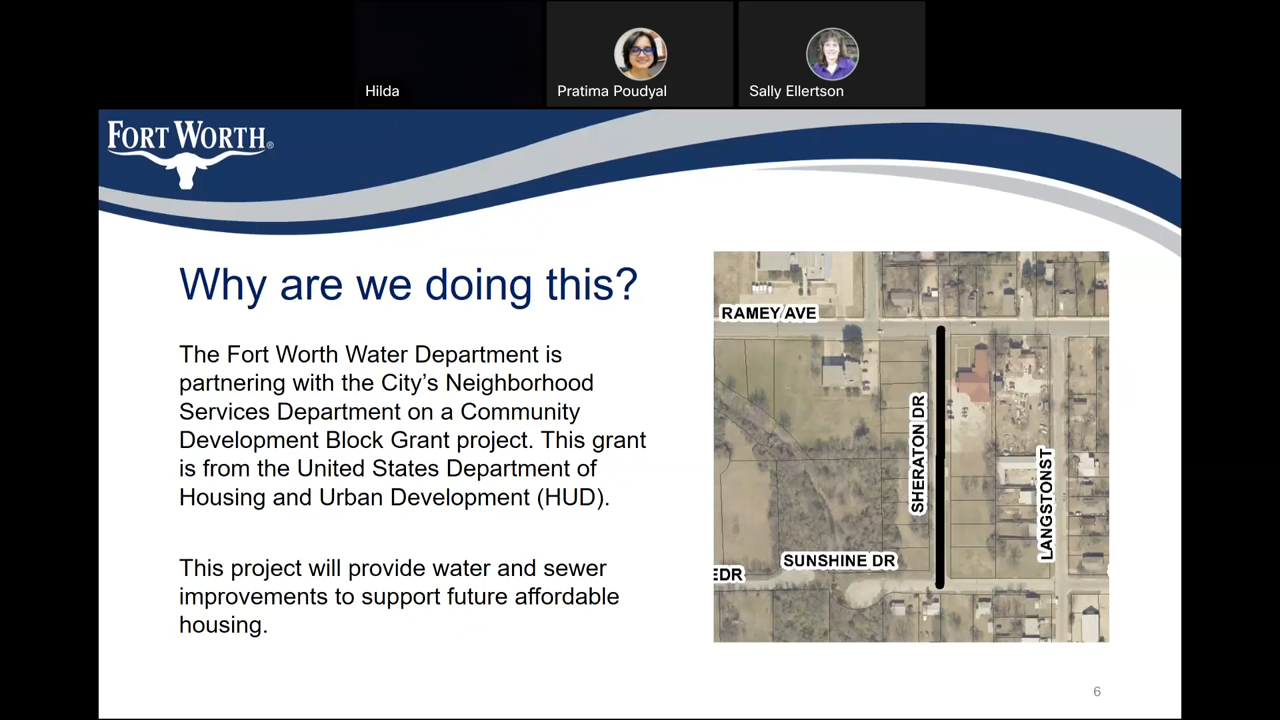 Hilda
Pratima Poudyal
Sally Ellertson
FORT WORTH®
Why are we doing this?
The Fort Worth Water Department is
partnering with the City’s Neighborhood
Services Department on a Community
Development Block Grant project. This grant
is from the United States Department of
Housing and Urban Development (HUD).
This project will provide water and sewer
improvements to support future affordable
housing.
RAMEY AVE
SHERATON DR
LANGSTONST
SUNSHINE DR
EDR
6